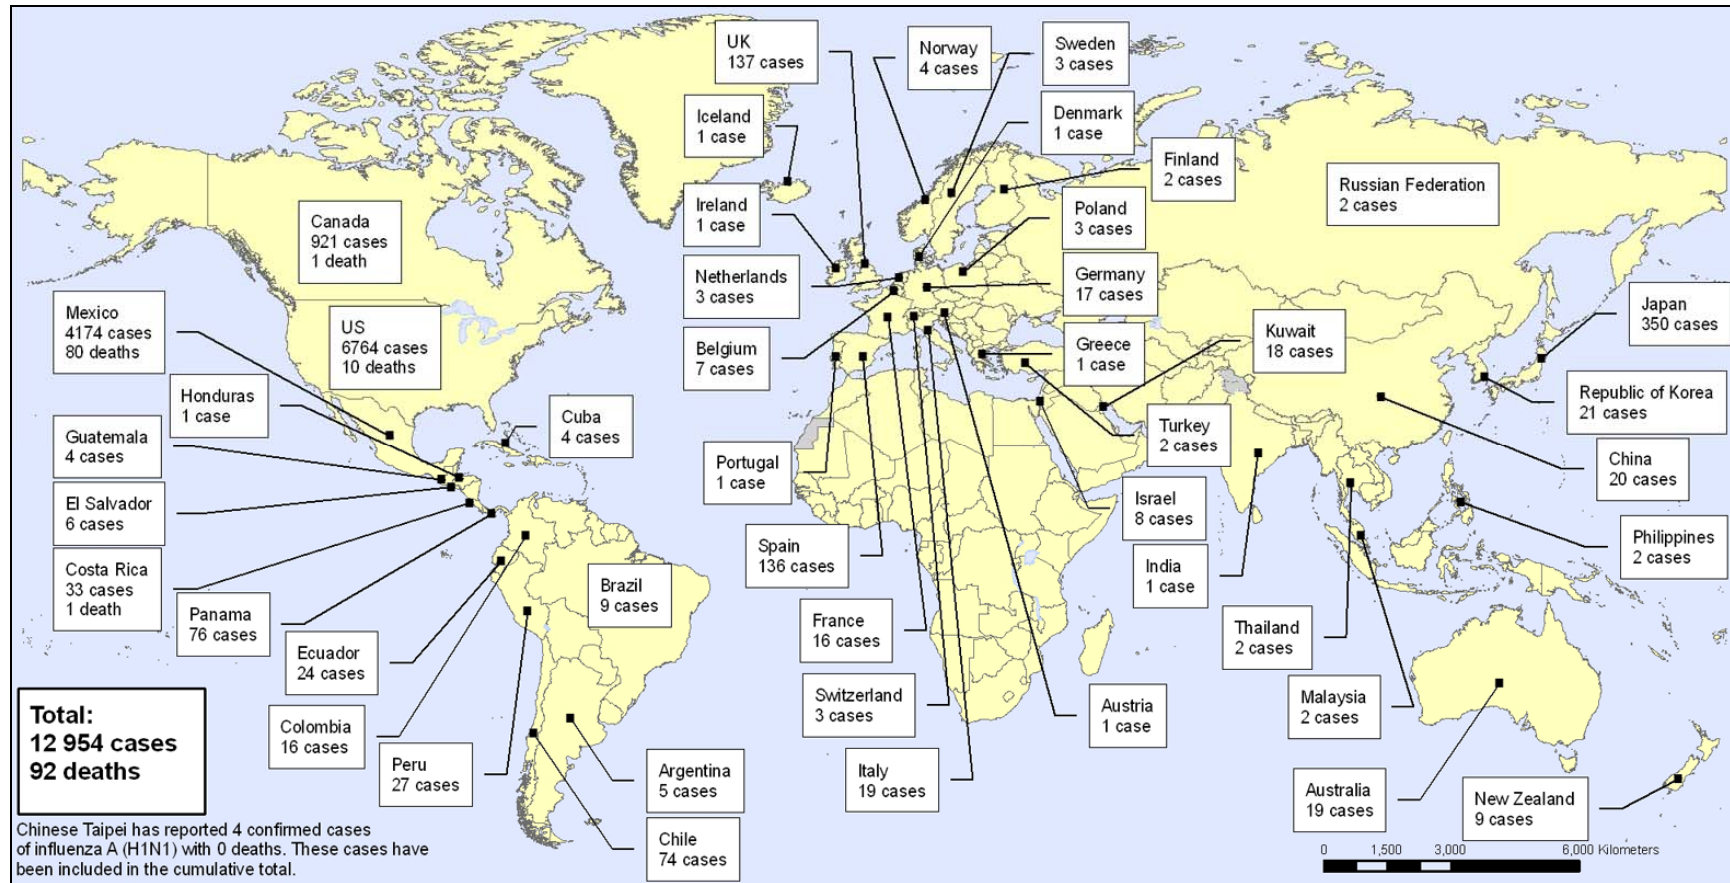 UK
137 cases
Norway
4 cases
Sweden
3 cases
Iceland
1 case
Denmark
1 case
Finland
2 cases
Russian Federation
2 cases
Canada
921 cases
1 death
Ireland
1 case
Poland
3 cases
Netherlands
3 cases
Germany
17 cases
Mexico
4174 cases
80 deaths
US
6764 cases
10 deaths
Belgium
7 cases
Greece
1 case
Kuwait
18 cases
Japan
350 cases
Honduras
1 case
Republic of Korea
21 cases
Cuba
4 cases
Turkey
2 cases
Guatemala
4 cases
Portugal
1 case
China
20 cases
El Salvador
6 cases
Israel
8 cases
Philippines
2 cases
Spain
136 cases
India
1 case
Costa Rica
33 cases
1 death
Brazil
9 cases
Panama
76 cases
France
16 cases
Thailand
2 cases
Ecuador
24 cases
Switzerland
3 cases
Austria
1 case
Malaysia
2 cases
Total:
12 954 cases
92 deaths
Colombia
16 cases
Peru
27 cases
Argentina
5 cases
Italy
19 cases
Australia
19 cases
New Zealand
9 cases
Chile
74 cases
Chinese Taipei has reported 4 confirmed cases
of influenza A (H1N1) with 0 deaths. These cases have
been included in the cumulative total.
0 1,500 3,000 6,000 Kilometers